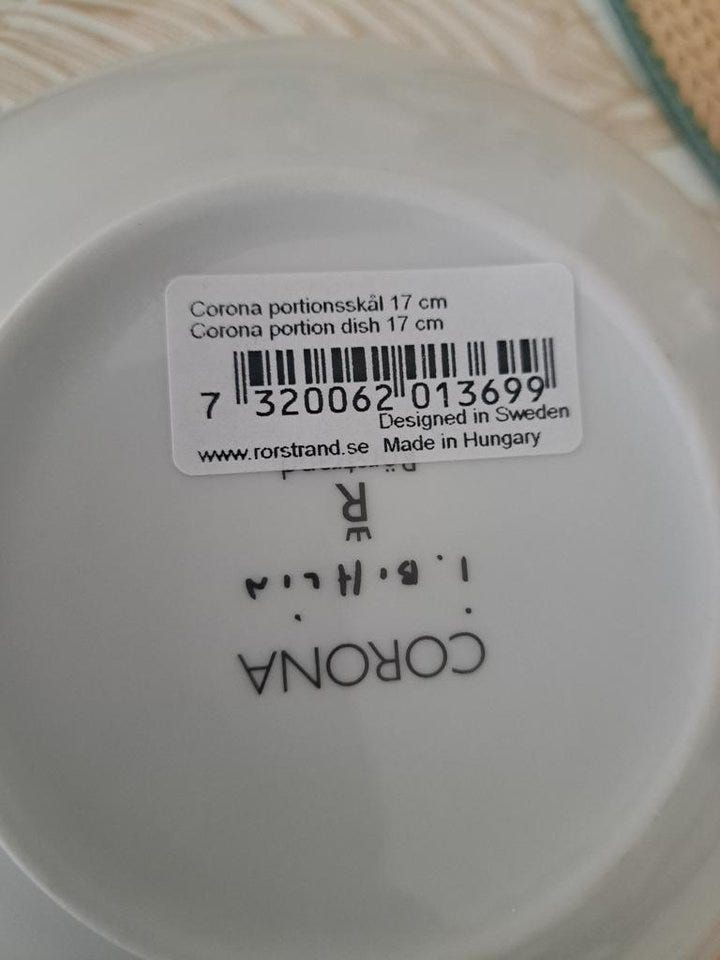 Corona portionsskål 17 cm
Corona portion dish 17 cm
7 320062 013699
Designed in Sweden
www.rorstrand.se Made in Hungary
R
CORONA